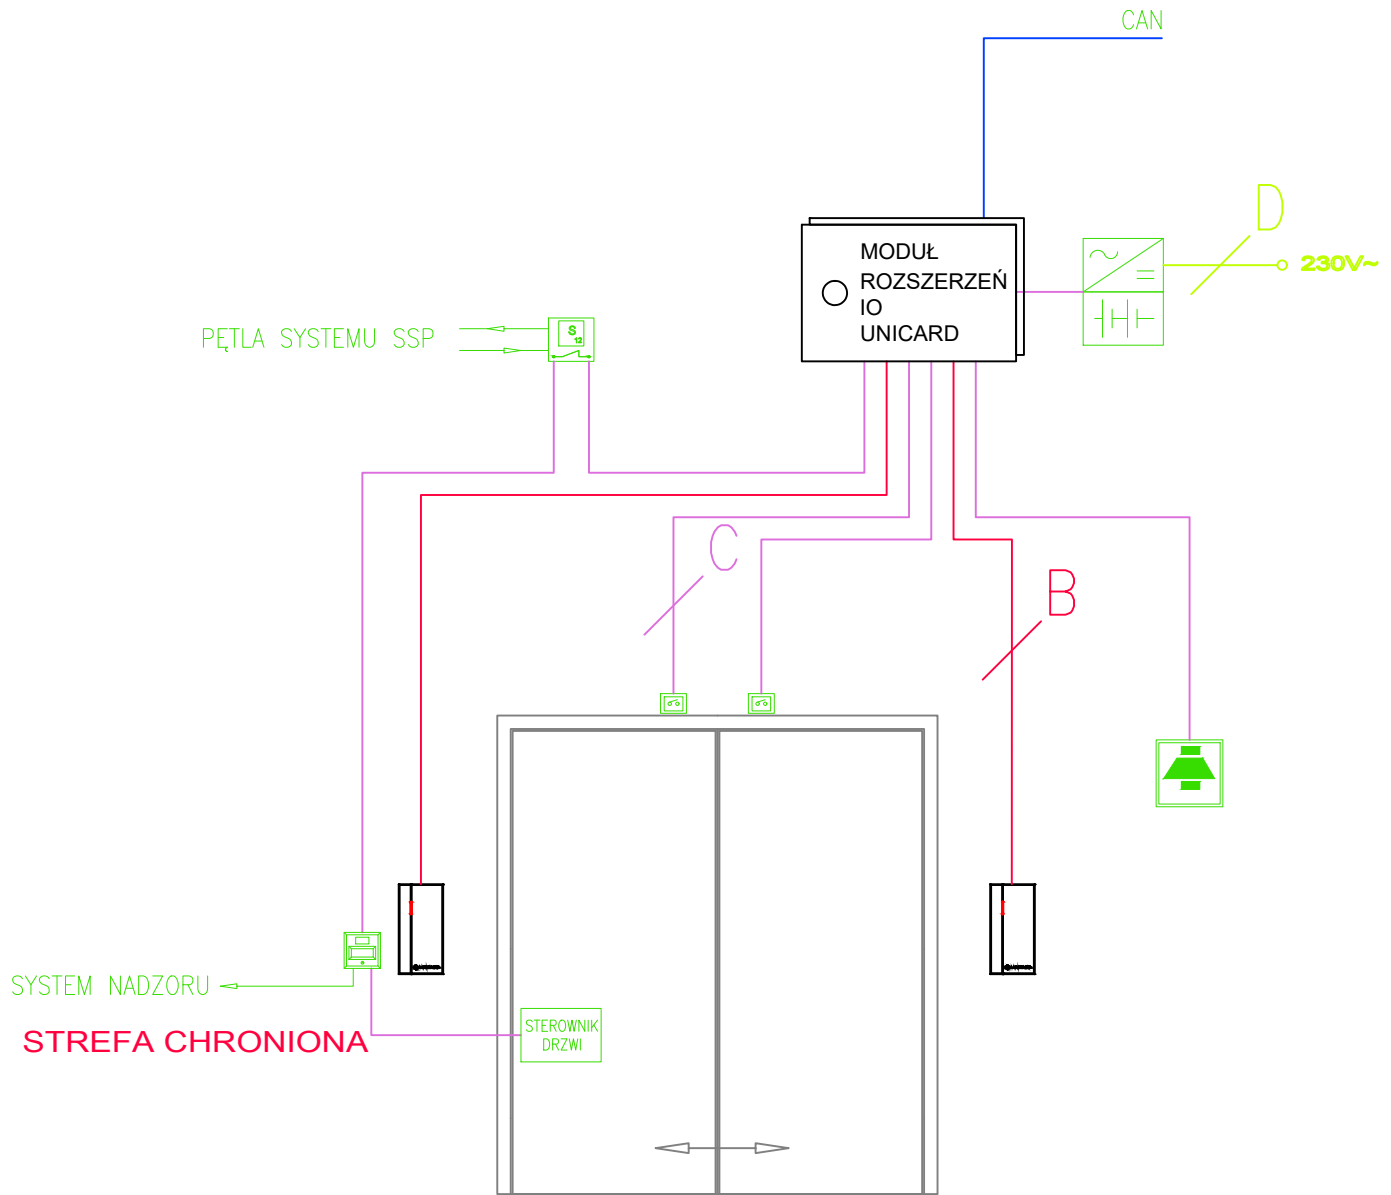 CAN
D
MODUŁ
ROZSZERZEŃ
IO
UNICARD
230V~
PĘTLA SYSTEMU SSP
S
12
C
B
SYSTEM NADZORU
STREFA CHRONIONA
STEROWNIK
DRZWI